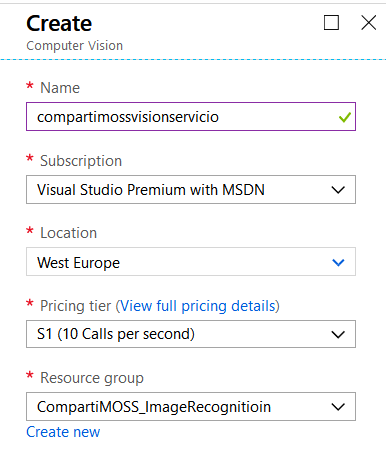 Create
Computer Vision
* Name
compartimossvisionservicio
* Subscription
Visual Studio Premium with MSDN
* Location
West Europe
* Pricing tier (View full pricing details)
S1 (10 Calls per second)
* Resource group
CompartiMOSS_ImageRecognitioin
Create new